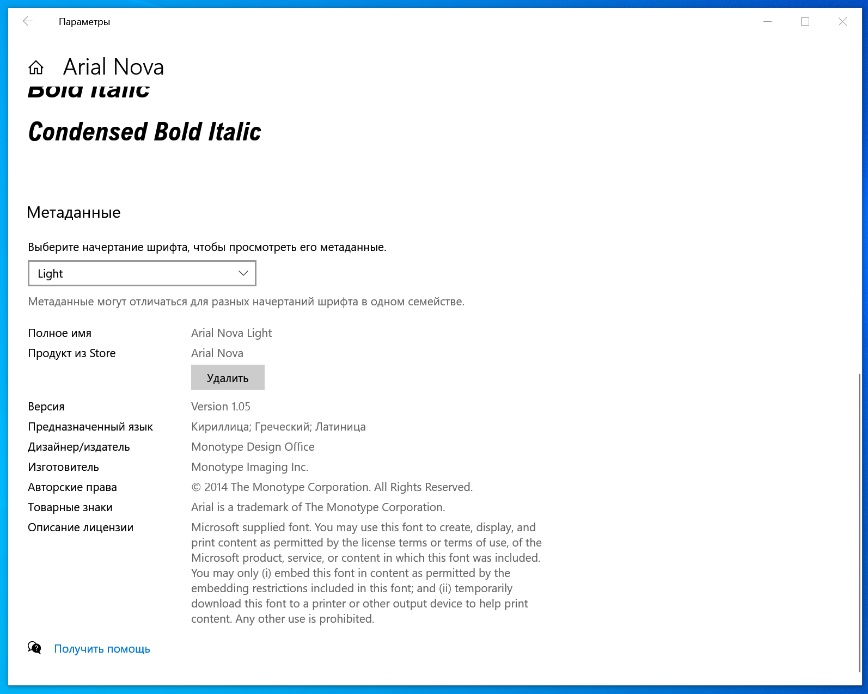 Параметры
Arial Nova
Bold Italic
Condensed Bold Italic
Метаданные
Выберите начертание шрифта, чтобы просмотреть его метаданные.
Light
Метаданные могут отличаться для разных начертаний шрифта в одном семействе.
Полное имя Arial Nova Light
Продукт из Store Arial Nova
Удалить
Версия Version 1.05
Предназначенный язык Кириллица; Греческий; Латиница
Дизайнер/издатель Monotype Design Office
Изготовитель Monotype Imaging Inc.
Авторские права © 2014 The Monotype Corporation. All Rights Reserved.
Товарные знаки Arial is a trademark of The Monotype Corporation.
Описание лицензии Microsoft supplied font. You may use this font to create, display, and
print content as permitted by the license terms or terms of use, of the
Microsoft product, service, or content in which this font was included.
You may only (i) embed this font in content as permitted by the
embedding restrictions included in this font; and (ii) temporarily
download this font to a printer or other output device to help print
content. Any other use is prohibited.
Получить помощь